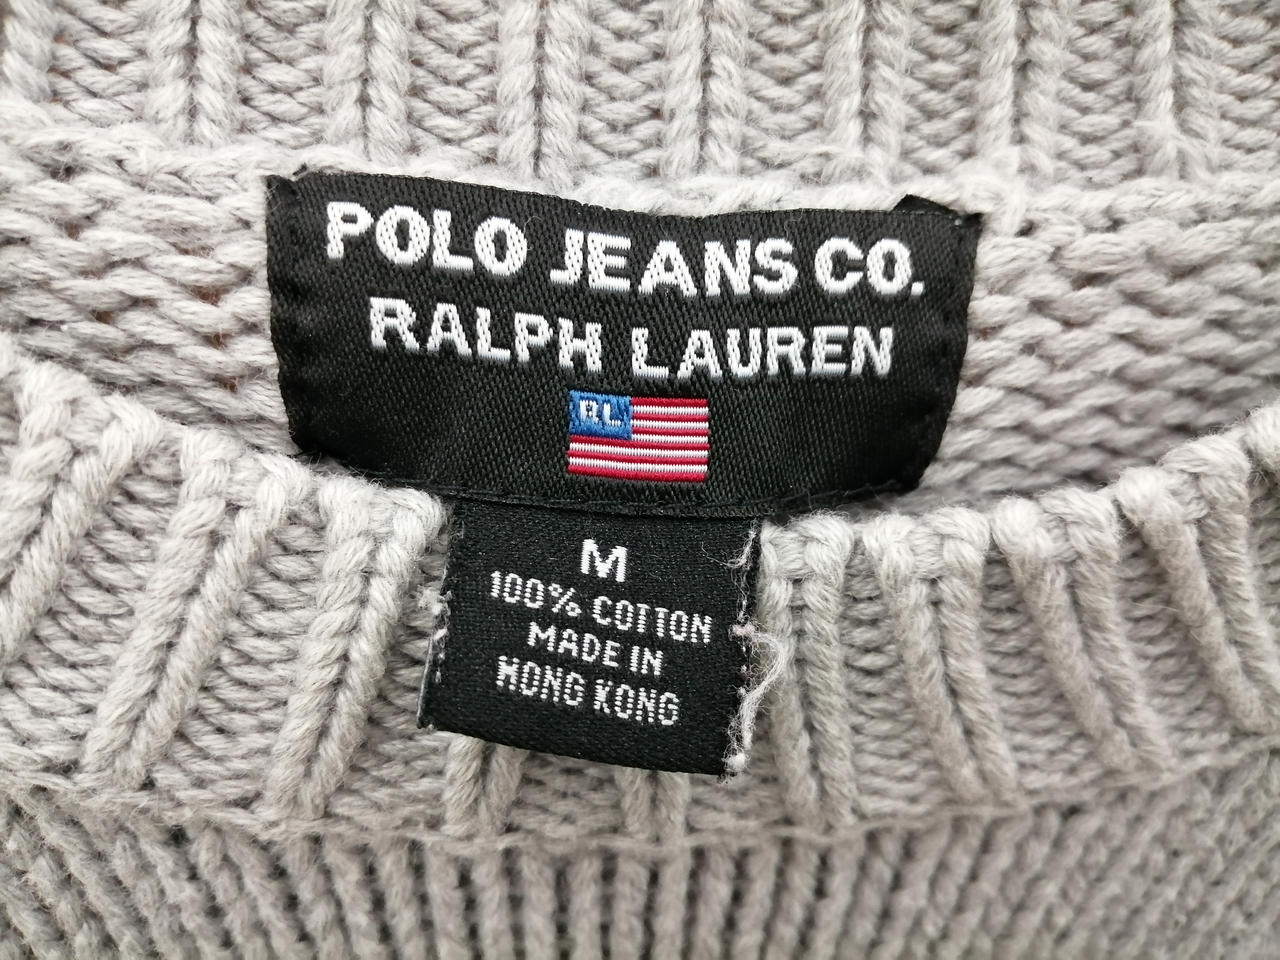 POLO JEANS CO.
RALPH LAUREN
RL
M
100% COTTON
MADE IN
HONG KONG